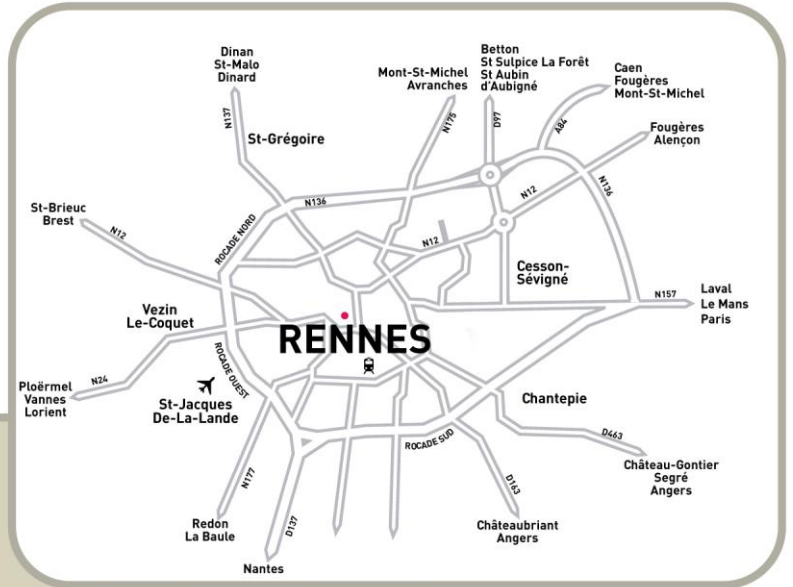 Dinan
St-Malo
Dinard
Mont-St-Michel
Avranches
Betton
St Sulpice La Forêt
St Aubin
d'Aubigné
Caen
Fougères
Mont-St-Michel
N137
N175
D97
A84
Fougères
Alençon
St-Grégoire
N136
N12
N136
St-Brieuc
Brest
N12
ROCADE NORD
N12
Cesson-
Sévigné
Vezin
Le-Coquet
N157
Laval
Le Mans
Paris
RENNES
ROCADE OUEST
Ploërmel
Vannes
Lorient
N24
St-Jacques
De-La-Lande
Chantepie
ROCADE SUD
D463
Château-Gontier
Segré
Angers
N177
D137
D163
Redon
La Baule
Châteaubriant
Angers
Nantes